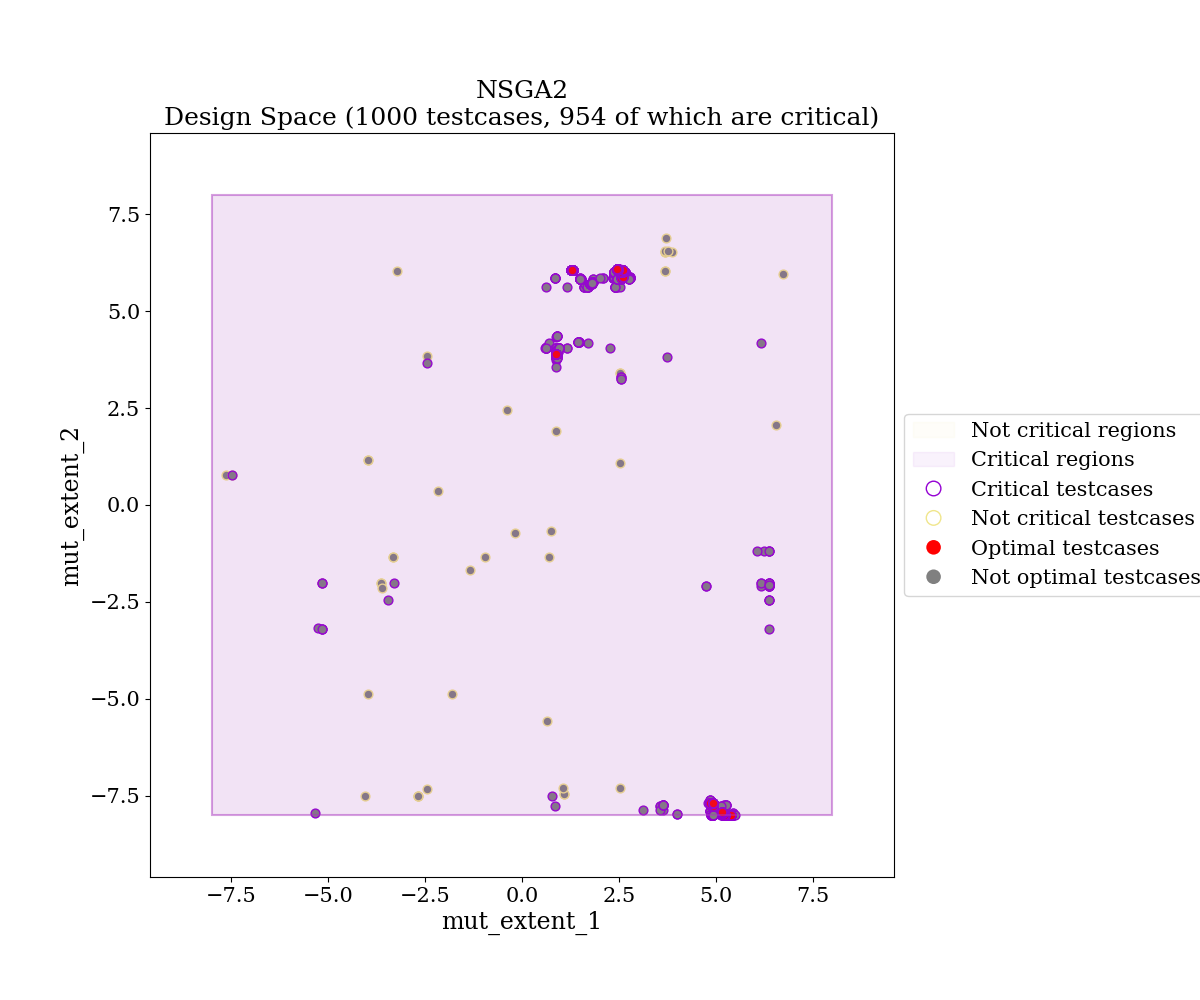 NSGA2
Design Space (1000 testcases, 954 of which are critical)
7.5
5.0
2.5
0.0
−2.5
−5.0
−7.5
mut_extent_2
−7.5
−5.0
−2.5
0.0
2.5
5.0
7.5
mut_extent_1
Not critical regions
Critical regions
Critical testcases
Not critical testcases
Optimal testcases
Not optimal testcases